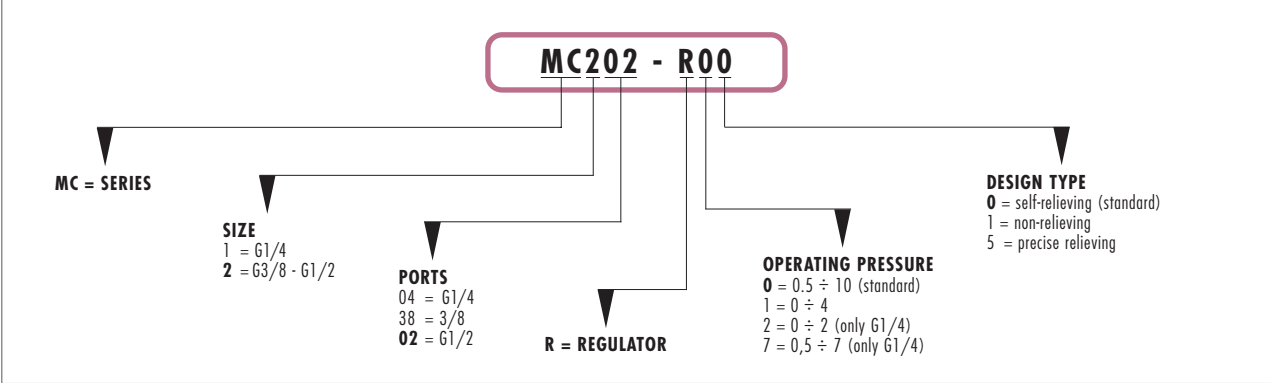 MC202 - R00
MC = SERIES
SIZE
1 = G1/4
2 = G3/8 - G1/2
PORTS
04 = G1/4
38 = 3/8
02 = G1/2
R = REGULATOR
OPERATING PRESSURE
0 = 0.5 ÷ 10 (standard)
1 = 0 ÷ 4
2 = 0 ÷ 2 (only G1/4)
7 = 0,5 ÷ 7 (only G1/4)
DESIGN TYPE
0 = self-relieving (standard)
1 = non-relieving
5 = precise relieving